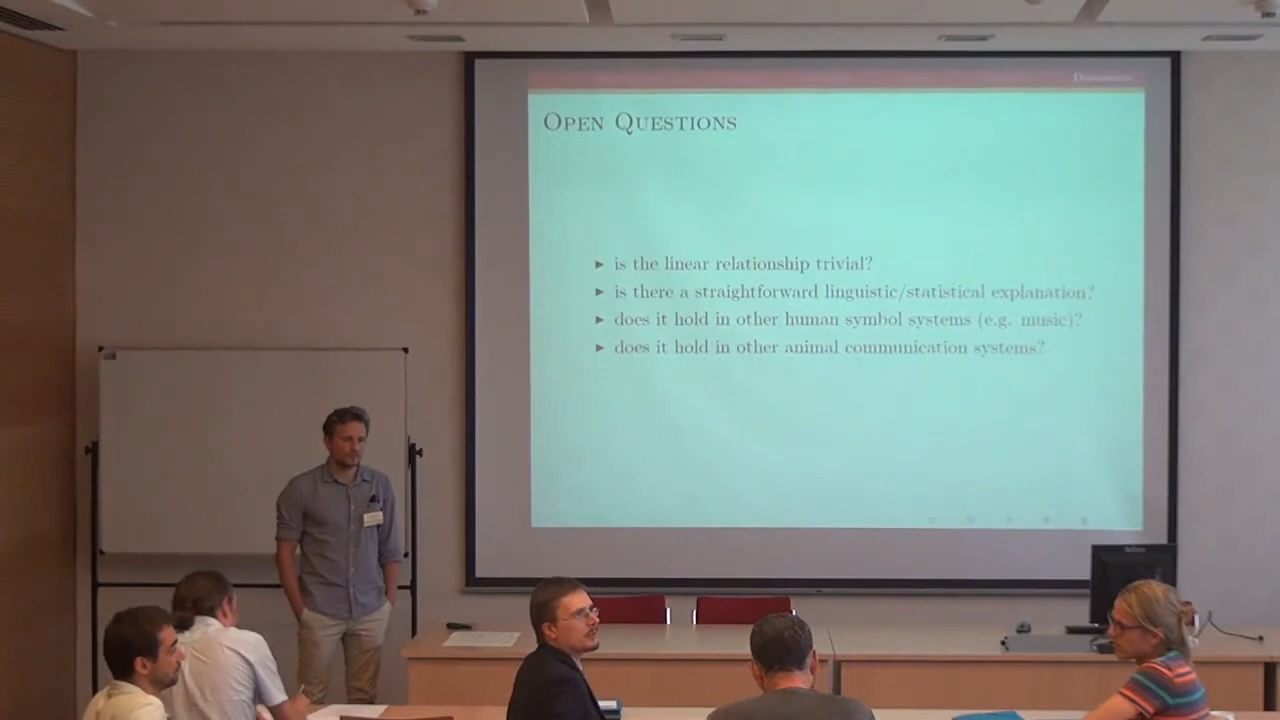 Open Questions
▶ is the linear relationship trivial?
▶ is there a straightforward linguistic/statistical explanation?
▶ does it hold in other human symbol systems (e.g. music)?
▶ does it hold in other animal communication systems?